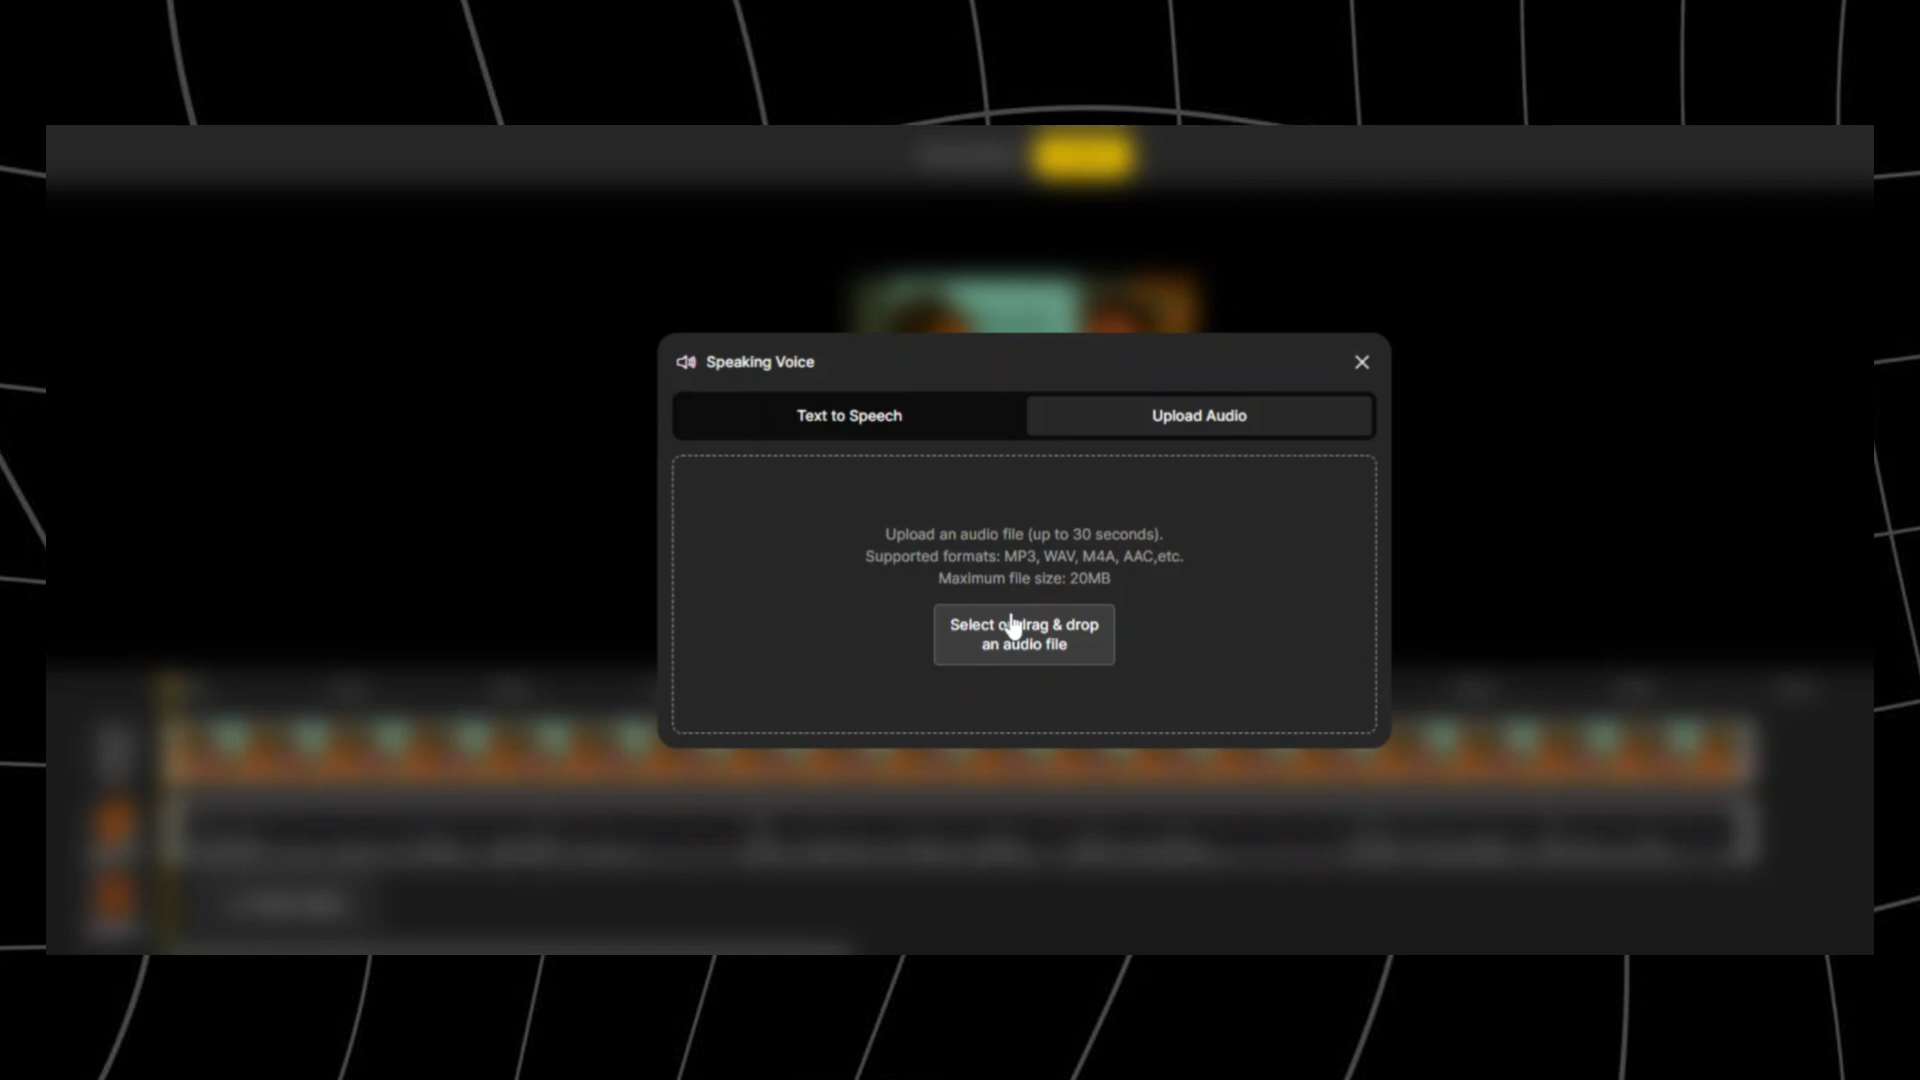 Speaking Voice
Text to Speech
Upload Audio
Upload an audio file (up to 30 seconds).
Supported formats: MP3, WAV, M4A, AAC,etc.
Maximum file size: 20MB
Select or drag & drop
an audio file